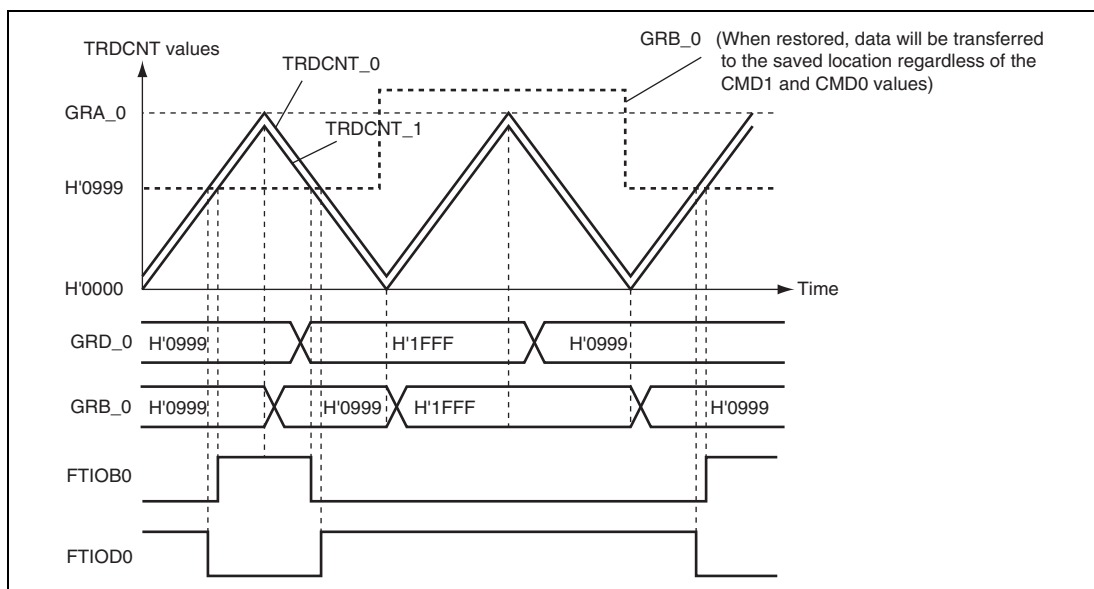 TRDCNT values
GRB_0 (When restored, data will be transferred
to the saved location regardless of the
CMD1 and CMD0 values)
TRDCNT_0
GRA_0
TRDCNT_1
H'0999
H'0000
Time
GRD_0 H'0999 H'1FFF H'0999
GRB_0 H'0999 H'0999 H'1FFF H'0999
FTIOB0
FTIOD0